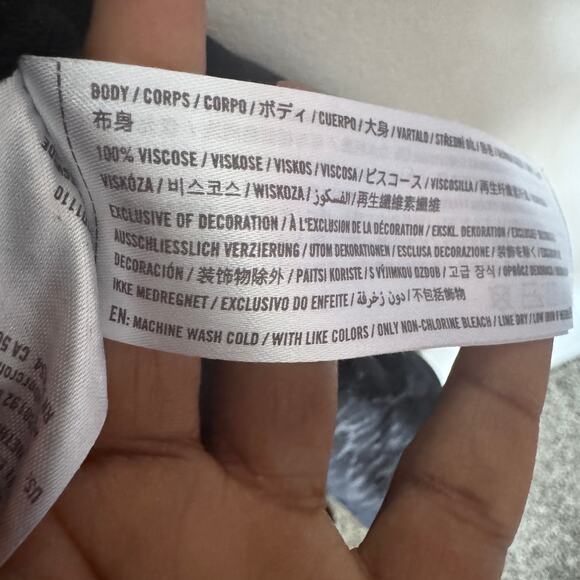 BODY / CORPS / CORPO / ボディ / CUERPO / 大身 / VARTALO / STŘEDNÍ DÍL /
布身
100% VISCOSE / VISKOSE / VISKOS / VISCOSA / ビスコース / VISCOSILLA / 再生纤维
VISKÓZA / 비스코스 / WISKOZA / الفسكوز / 再生纖維素纖維
EXCLUSIVE OF DECORATION / À L'EXCLUSION DE LA DÉCORATION / EKSKL. DEKORATION / EXCLUSIÓN
AUSSCHLIESSLICH VERZIERUNG / UTOM DEKORATIONEN / ESCLUSA DECORAZIONE / 装飾を除く /
DECORACIÓN / 装饰物除外 / PAITSI KORISTE / S VÝJIMKOU OZDOB / 고급 장식 / OPRÓCZ
IKKE MEDREGNET / EXCLUSIVO DO ENFEITE / دون زخرفة / 不包括飾物
EN: MACHINE WASH COLD / WITH LIKE COLORS / ONLY NON-CHLORINE BLEACH / LINE DRY / LOW IRON
US: